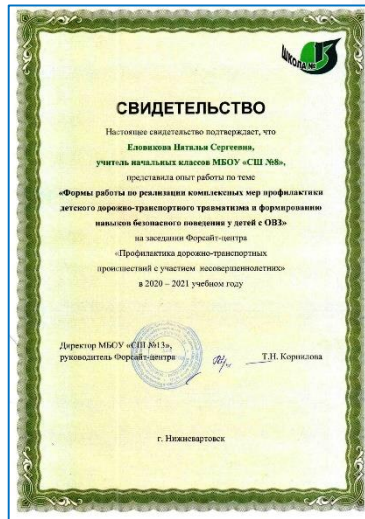 ШКОЛА №
СВИДЕТЕЛЬСТВО
Настоящее свидетельство подтверждает, что
Еловикова Наталья Сергеевна,
учитель начальных классов МБОУ «СШ №8»,
представила опыт работы по теме
«Формы работы по реализации комплексных мер профилактики
детского дорожно-транспортного травматизма и формированию
навыков безопасного поведения у детей с ОВЗ»
на заседании Форсайт-центра
«Профилактика дорожно-транспортных
происшествий с участием несовершеннолетних»
в 2020 – 2021 учебном году
Директор МБОУ «СШ №13»,
руководитель Форсайт-центра Т.Н. Корнилова
г. Нижневартовск